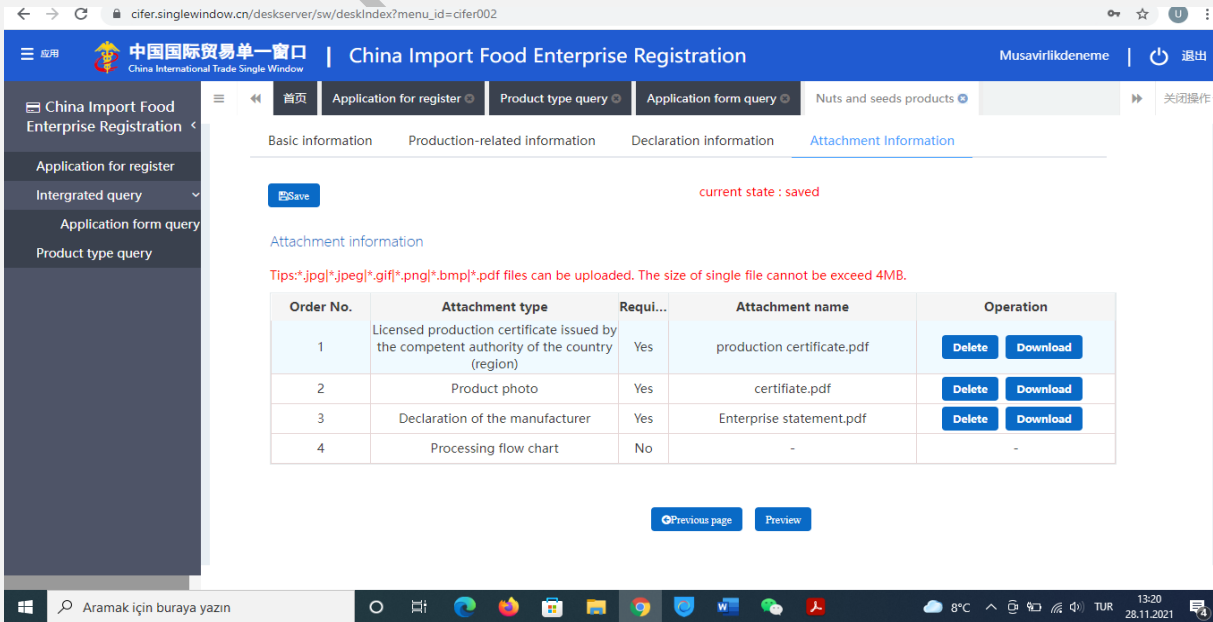 cifer.singlewindow.cn/deskserver/sw/deskIndex?menu_id=cifer002
U
应用
中国国际贸易单一窗口
China International Trade Single Window
| China Import Food Enterprise Registration
Musavirlikdeneme
退出
China Import Food
Enterprise Registration
首页
Application for register
Product type query
Application form query
Nuts and seeds products
关闭操作
Application for register
Intergrated query
Application form query
Product type query
Basic information
Production-related information
Declaration information
Attachment Information
Save
current state : saved
Attachment information
Tips:*.jpg|*.jpeg|*.gif|*.png|*.bmp|*.pdf files can be uploaded. The size of single file cannot be exceed 4MB.
Order No. Attachment type Requi... Attachment name Operation
1 Licensed production certificate issued by
the competent authority of the country
(region) Yes production certificate.pdf Delete Download
2 Product photo Yes certifiate.pdf Delete Download
3 Declaration of the manufacturer Yes Enterprise statement.pdf Delete Download
4 Processing flow chart No - -
Previous page
Preview
Aramak için buraya yazın
W
8°C
TUR
13:20
28.11.2021
4